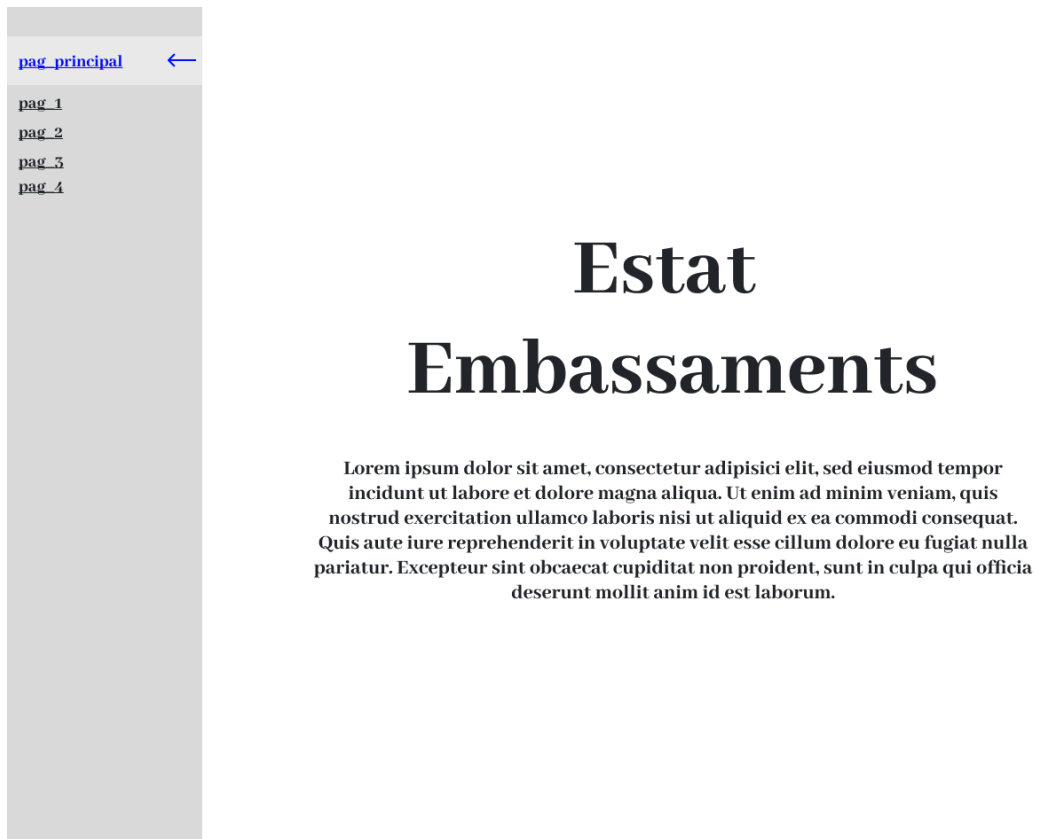 pag_principal
pag_1
pag_2
pag_3
pag_4
Estat
Embassaments
Lorem ipsum dolor sit amet, consectetur adipisici elit, sed eiusmod tempor
incidunt ut labore et dolore magna aliqua. Ut enim ad minim veniam, quis
nostrud exercitation ullamco laboris nisi ut aliquid ex ea commodi consequat.
Quis aute iure reprehenderit in voluptate velit esse cillum dolore eu fugiat nulla
pariatur. Excepteur sint obcaecat cupiditat non proident, sunt in culpa qui officia
deserunt mollit anim id est laborum.